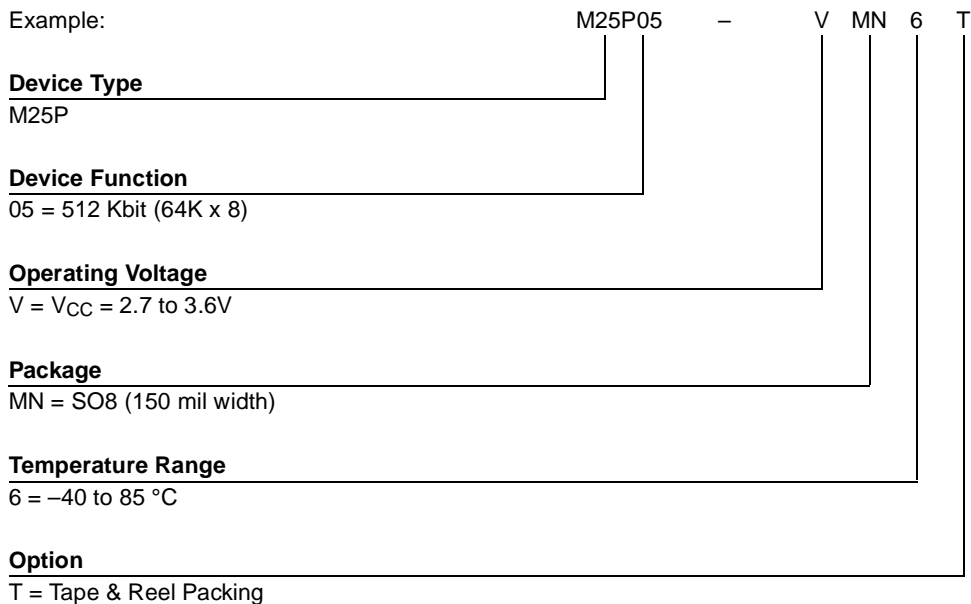 Example: M25P05 – V MN 6 T
Device Type
M25P
Device Function
05 = 512 Kbit (64K x 8)
Operating Voltage
V = VCC = 2.7 to 3.6V
Package
MN = SO8 (150 mil width)
Temperature Range
6 = –40 to 85 °C
Option
T = Tape & Reel Packing